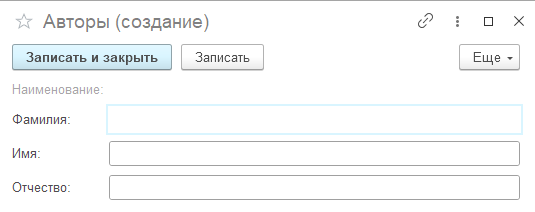 Авторы (создание)
Записать и закрыть Записать Еще
Наименование:
Фамилия:
Имя:
Отчество: